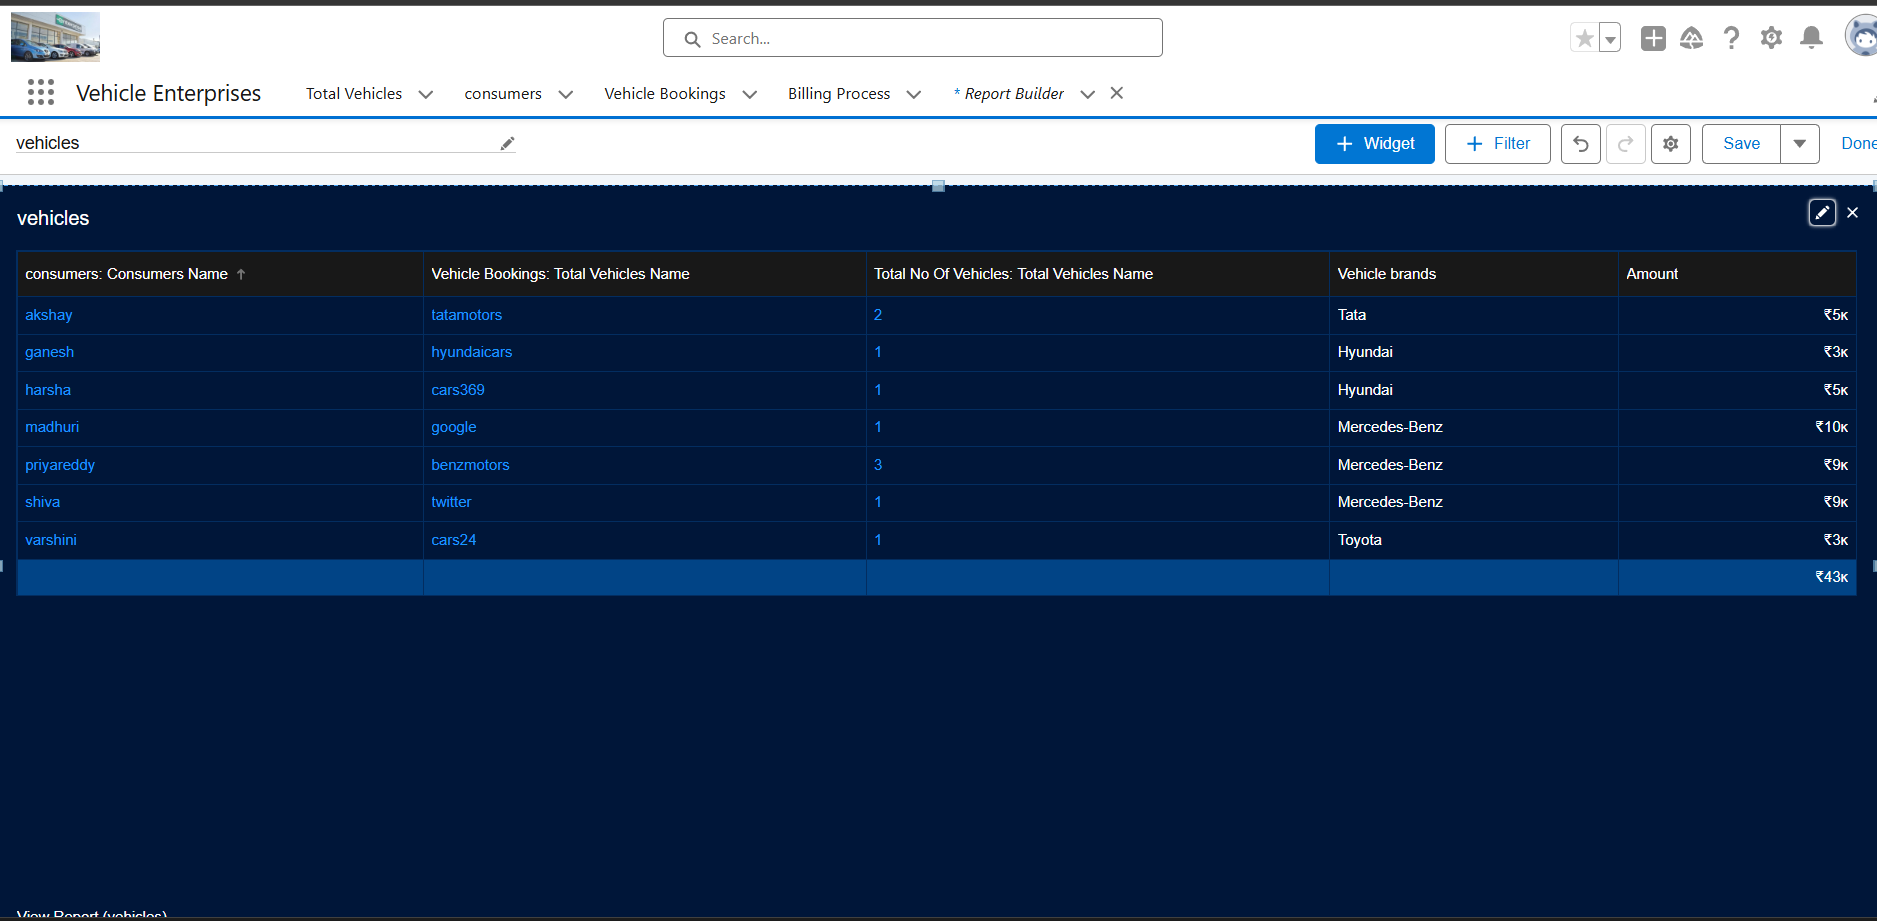 Search...
Vehicle Enterprises Total Vehicles consumers Vehicle Bookings Billing Process * Report Builder
vehicles + Widget + Filter Save Done
vehicles
consumers: Consumers Name ↑ Vehicle Bookings: Total Vehicles Name Total No Of Vehicles: Total Vehicles Name Vehicle brands Amount
akshay tatamotors 2 Tata ₹5K
ganesh hyundaicars 1 Hyundai ₹3K
harsha cars369 1 Hyundai ₹5K
madhuri google 1 Mercedes-Benz ₹10K
priyareddy benzmotors 3 Mercedes-Benz ₹9K
shiva twitter 1 Mercedes-Benz ₹9K
varshini cars24 1 Toyota ₹3K
₹43K
View Report (vehicles)